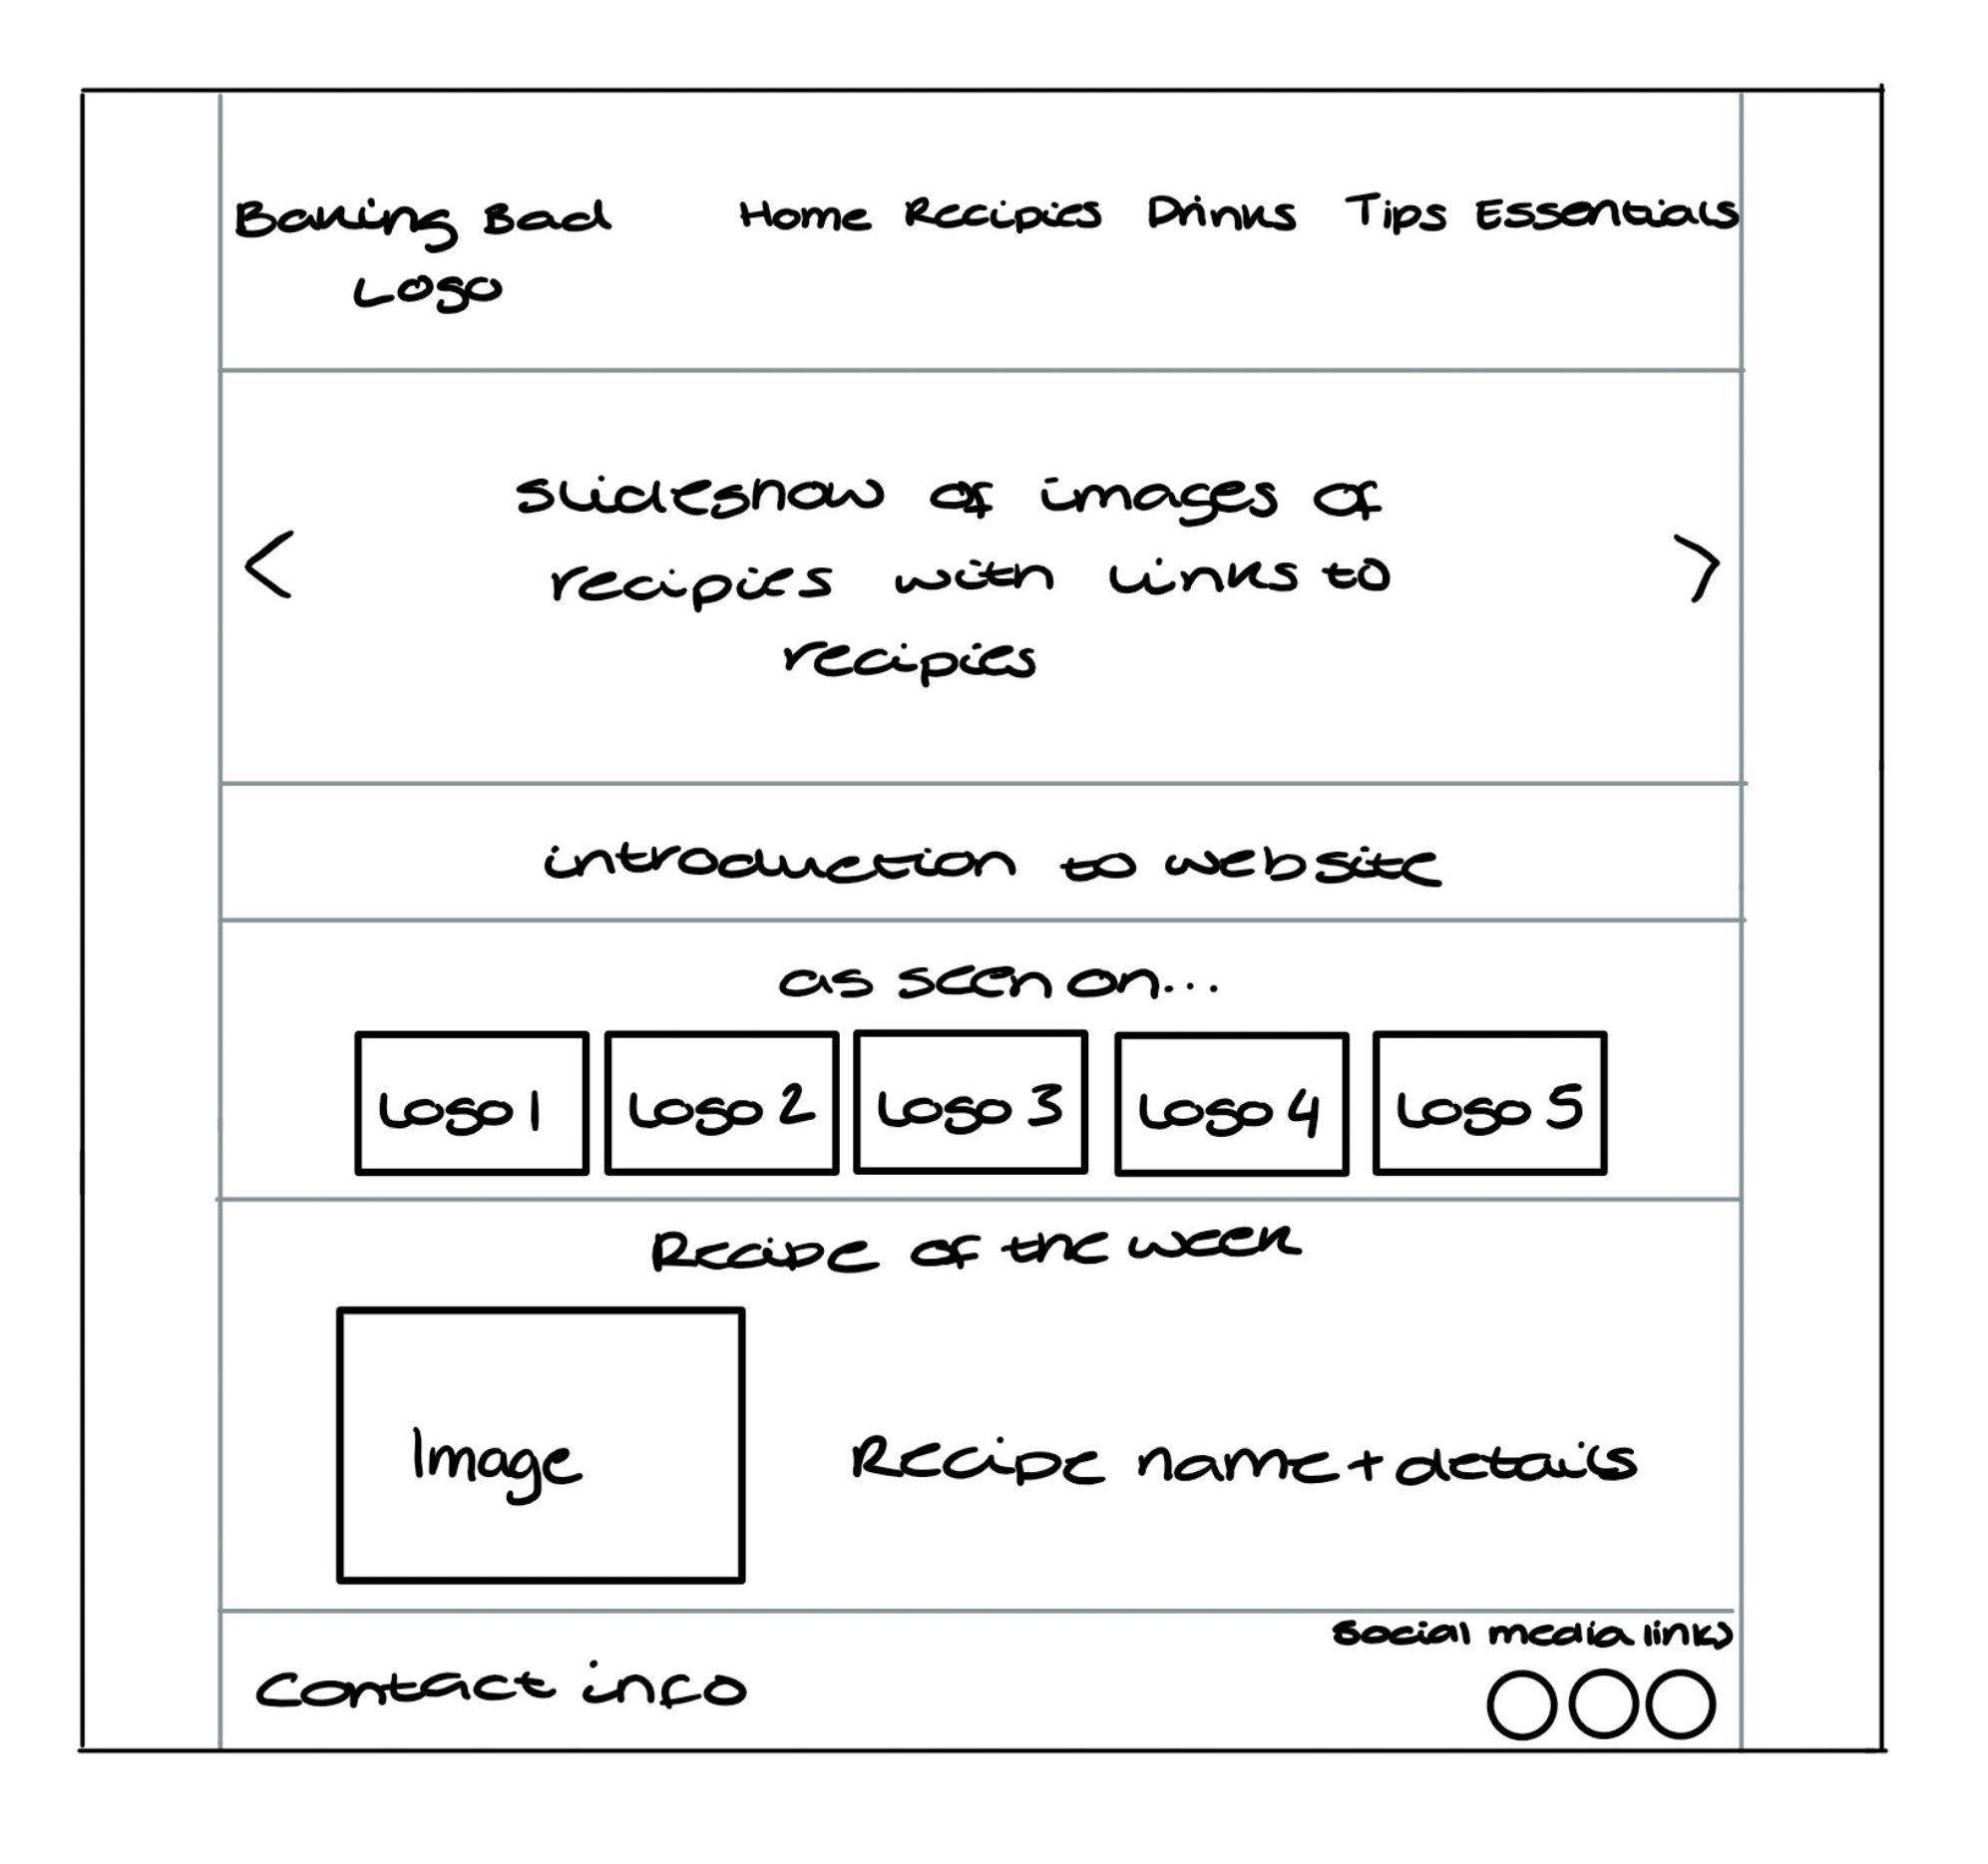 Baking Bad Logo
Home Recipies Drinks Tips Essentials
<
slideshow of images of
recipies with links to
recipies
>
introduction to website
as seen on...
Logo 1 Logo 2 Logo 3 Logo 4 Logo 5
Recipe of the week
Image
Recipe name + details
Contact info
Social media links